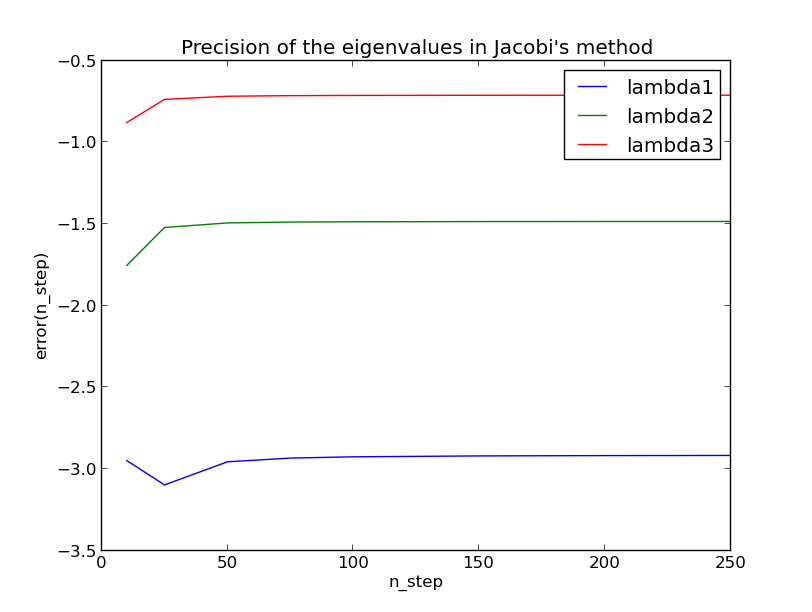 Precision of the eigenvalues in Jacobi's method
−0.5
−1.0
−1.5
−2.0
−2.5
−3.0
−3.5
error(n_step)
lambda1
lambda2
lambda3
0
50
100
150
200
250
n_step